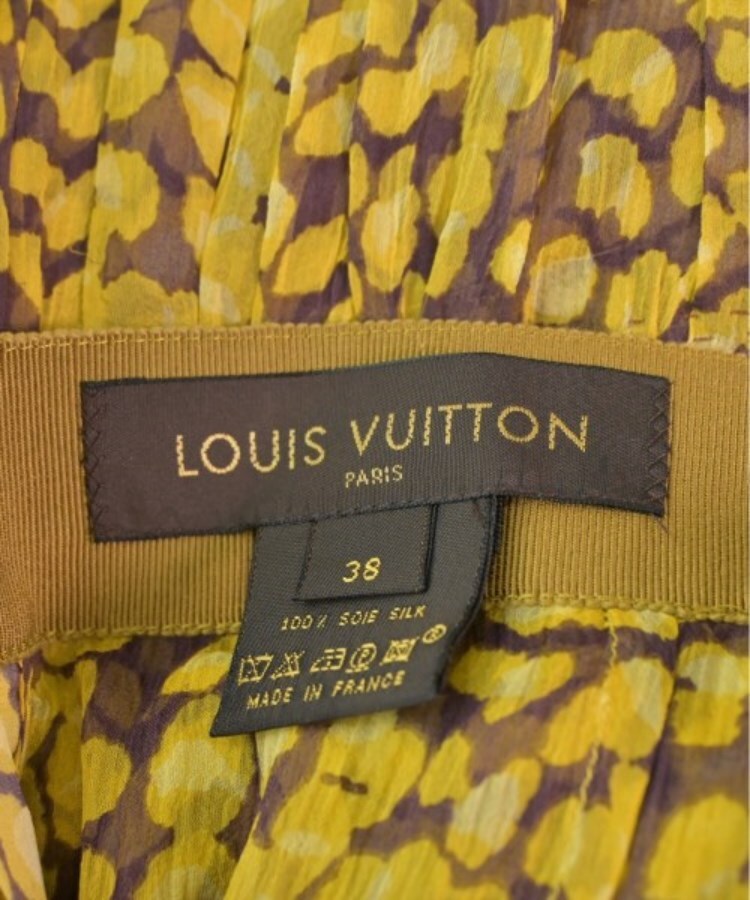 LOUIS VUITTON
PARIS
38
100% SOIE SILK
MADE IN FRANCE